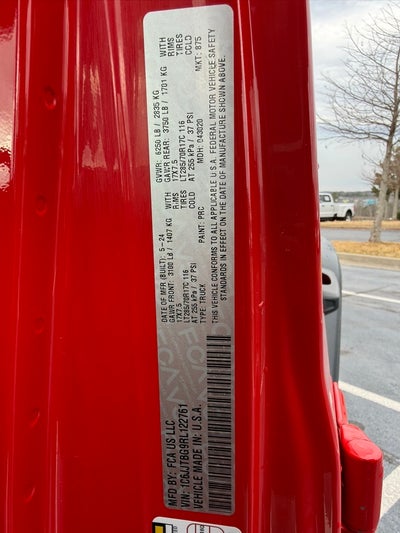 MFD BY: FCA US LLC
VIN: 1C6JJTBG9RL122761
VEHICLE MADE IN: U.S.A.
DATE OF MFR (BUILT): 5-24
GAWR FRONT: 3100 LB / 1407 KG WITH
17X7.5 RIMS
LT285/70R17C 116 TIRES
AT 255 kPa / 37 PSI COLD
TYPE: TRUCK PAINT: PRC
GVWR: 6250 LB / 2835 KG
GAWR REAR: 3750 LB / 1701 KG WITH
17X7.5 RIMS
LT285/70R17C 116 TIRES
AT 255 kPa / 37 PSI COLD
MDH: 043020 MKT: 875
THIS VEHICLE CONFORMS TO ALL APPLICABLE U.S.A. FEDERAL MOTOR VEHICLE SAFETY
STANDARDS IN EFFECT ON THE DATE OF MANUFACTURE SHOWN ABOVE.